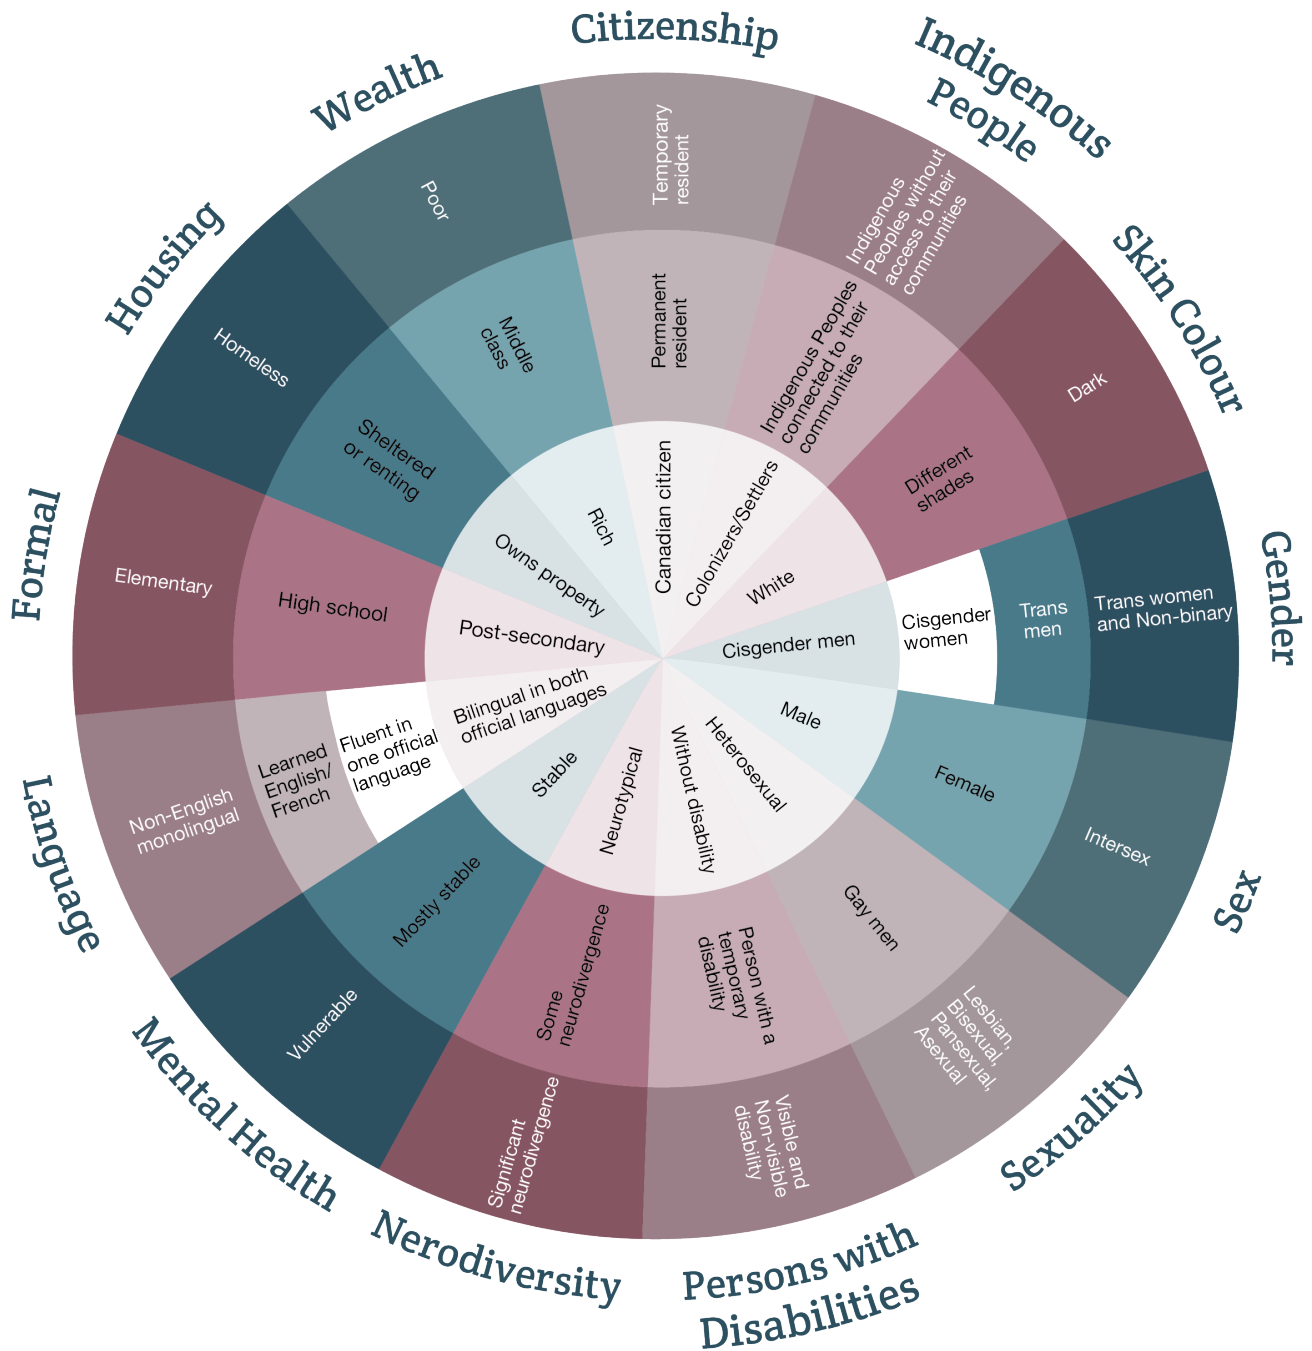 Citizenship
Temporary
resident
Permanent
resident
Canadian citizen
Indigenous
People
Indigenous
Peoples without
access to their
communities
Indigenous Peoples
connected to their
communities
Colonizers/Settlers
Skin Colour
Dark
Different
shades
White
Gender
Trans women
and Non-binary
Trans
men
Cisgender
women
Cisgender men
Sex
Intersex
Female
Male
Sexuality
Lesbian,
Bisexual,
Pansexual,
Asexual
Gay men
Heterosexual
Persons with
Disabilities
Visible and
Non-visible
disability
Person with a
temporary
disability
Without disability
Nerodiversity
Significant
neurodivergence
Some
neurodivergence
Neurotypical
Mental Health
Vulnerable
Mostly stable
Stable
Language
Non-English
monolingual
Learned
English/
French
Fluent in
one official
language
Bilingual in both
official languages
Formal
Elementary
High school
Post-secondary
Housing
Homeless
Sheltered
or renting
Owns property
Wealth
Poor
Middle
class
Rich